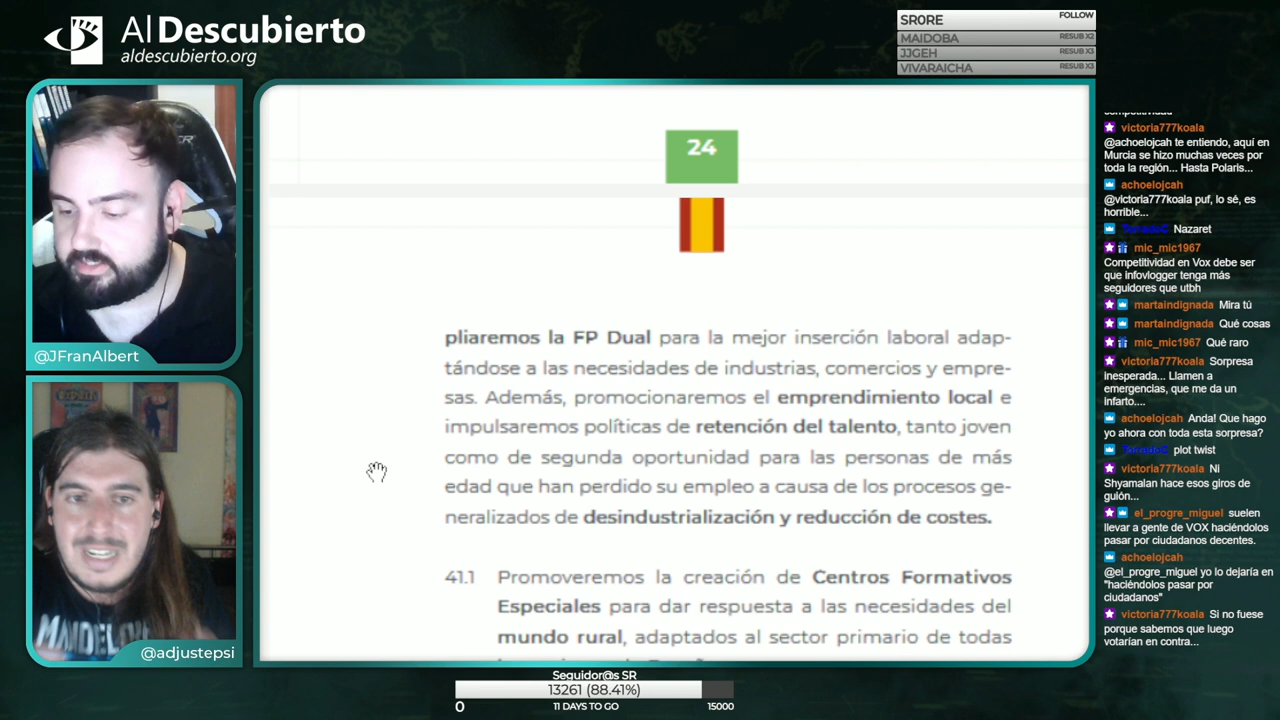 Al Descubierto
aldescubierto.org
SR0RE FOLLOW
MAIDOBA RESUB X2
JJGEH RESUB X3
VIVARAICHA RESUB X3
@JFranAlbert
@adjustepsi
24
pliaremos la FP Dual para la mejor inserción laboral adap-
tándose a las necesidades de industrias, comercios y empre-
sas. Además, promocionaremos el emprendimiento local e
impulsaremos políticas de retención del talento, tanto joven
como de segunda oportunidad para las personas de más
edad que han perdido su empleo a causa de los procesos ge-
neralizados de desindustrialización y reducción de costes.
41.1 Promoveremos la creación de Centros Formativos
Especiales para dar respuesta a las necesidades del
mundo rural, adaptados al sector primario de todas
victoria777koala
@achoelojcah te entiendo, aquí en
Murcia se hizo muchas veces por
toda la región... Hasta Polaris...
achoelojcah
@victoria777koala puf, lo sé, es
horrible...
Nazaret
mic_mic1967
Competitividad en Vox debe ser
que infovlogger tenga más
seguidores que utbh
martaindignada Mira tú
martaindignada Qué cosas
mic_mic1967 Qué raro
victoria777koala Sorpresa
inesperada... Llamen a
emergencias, que me da un
infarto....
achoelojcah Anda! Que hago
yo ahora con toda esta sorpresa?
plot twist
victoria777koala Ni
Shyamalan hace esos giros de
guión...
el_progre_miguel suelen
llevar a gente de VOX haciéndolos
pasar por ciudadanos decentes.
achoelojcah
@el_progre_miguel yo lo dejaría en
"haciéndolos pasar por
ciudadanos"
victoria777koala Si no fuese
porque sabemos que luego
votarían en contra...
Seguidor@s SR
13261 (88.41%)
0 11 DAYS TO GO 15000